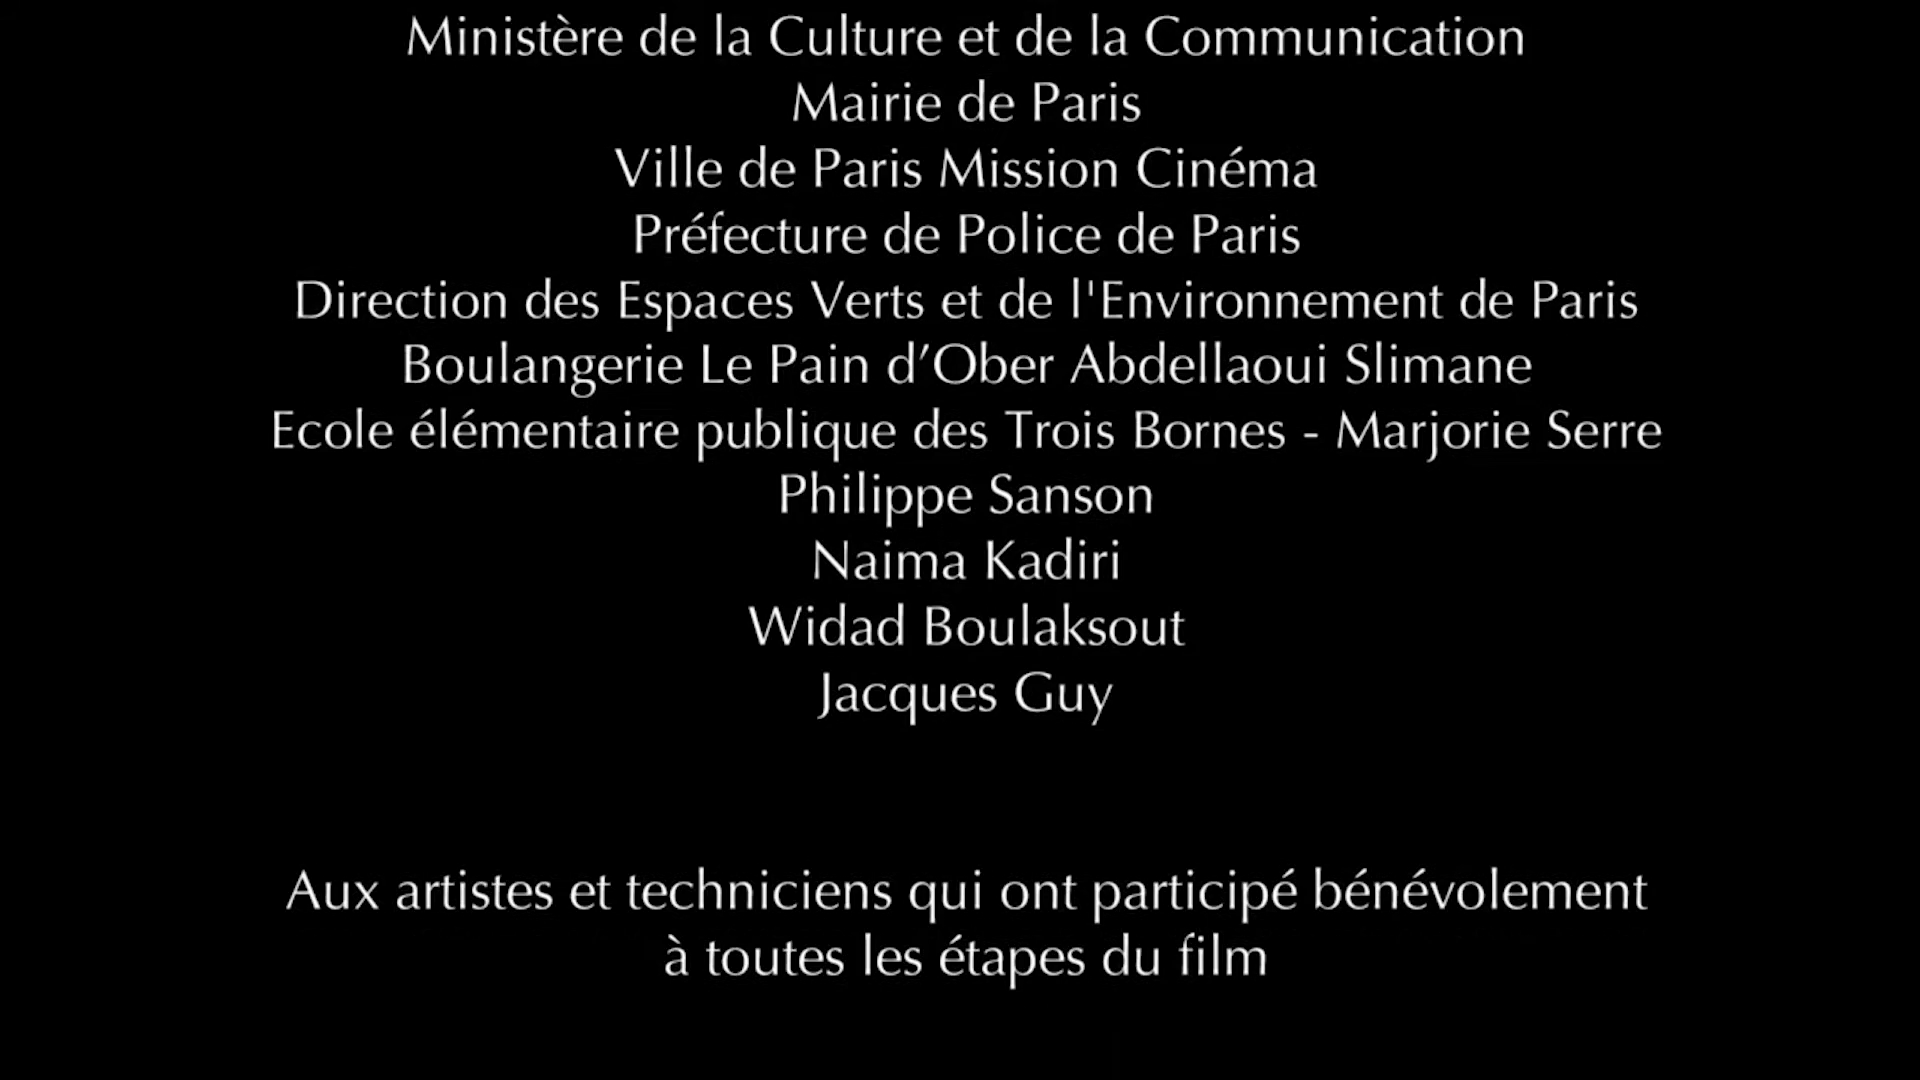 Ministère de la Culture et de la Communication
Mairie de Paris
Ville de Paris Mission Cinéma
Préfecture de Police de Paris
Direction des Espaces Verts et de l'Environnement de Paris
Boulangerie Le Pain d’Ober Abdellaoui Slimane
Ecole élémentaire publique des Trois Bornes - Marjorie Serre
Philippe Sanson
Naima Kadiri
Widad Boulaksout
Jacques Guy
Aux artistes et techniciens qui ont participé bénévolement
à toutes les étapes du film